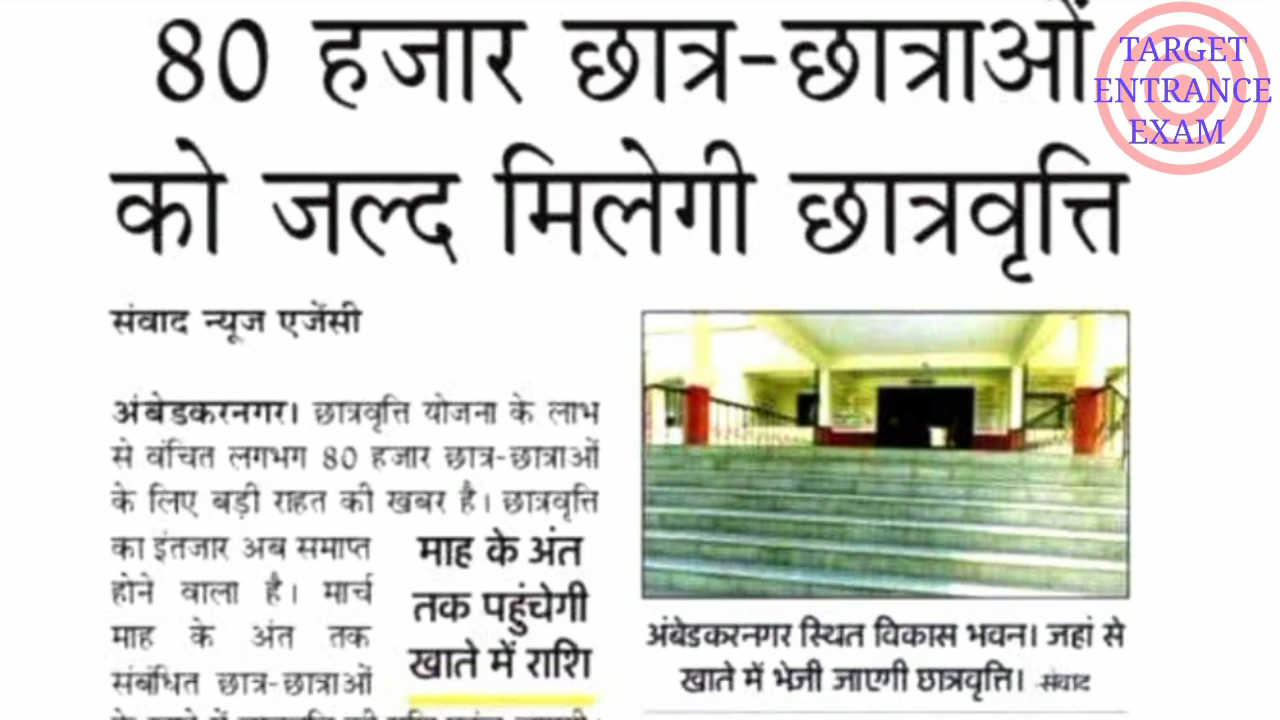 80 हजार छात्र-छात्राओं
को जल्द मिलेगी छात्रवृत्ति
TARGET
ENTRANCE
EXAM
संवाद न्यूज एजेंसी
अंबेडकरनगर। छात्रवृत्ति योजना के लाभ
से वंचित लगभग 80 हजार छात्र-छात्राओं
के लिए बड़ी राहत की खबर है। छात्रवृत्ति
का इंतजार अब समाप्त
होने वाला है। मार्च
माह के अंत तक
संबंधित छात्र-छात्राओं
माह के अंत
तक पहुंचेगी
खाते में राशि
अंबेडकरनगर स्थित विकास भवन। जहां से
खाते में भेजी जाएगी छात्रवृत्ति। -संवाद